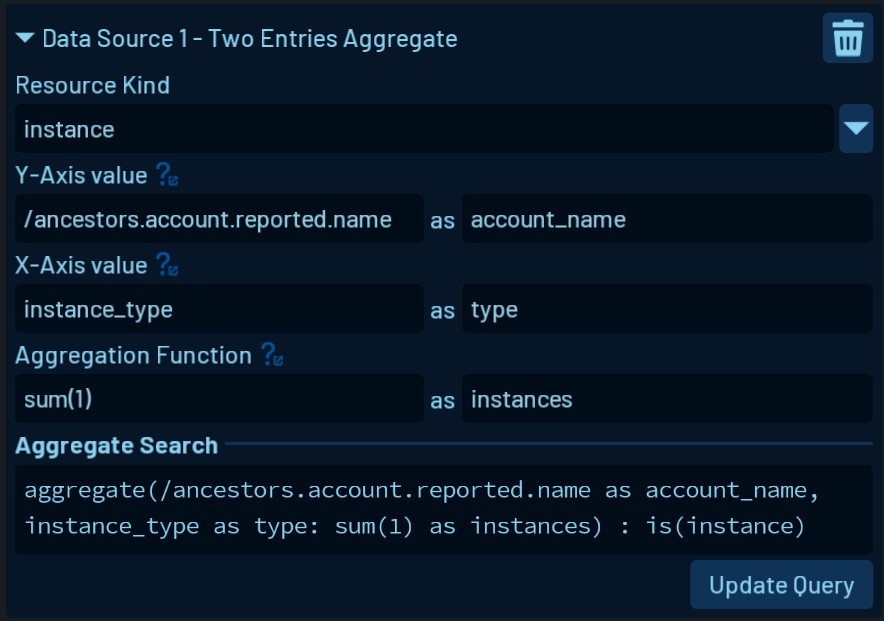 Data Source 1 - Two Entries Aggregate
Resource Kind
instance
Y-Axis value ?
/ancestors.account.reported.name as account_name
X-Axis value ?
instance_type as type
Aggregation Function ?
sum(1) as instances
Aggregate Search
aggregate(/ancestors.account.reported.name as account_name,
instance_type as type: sum(1) as instances) : is(instance)
Update Query